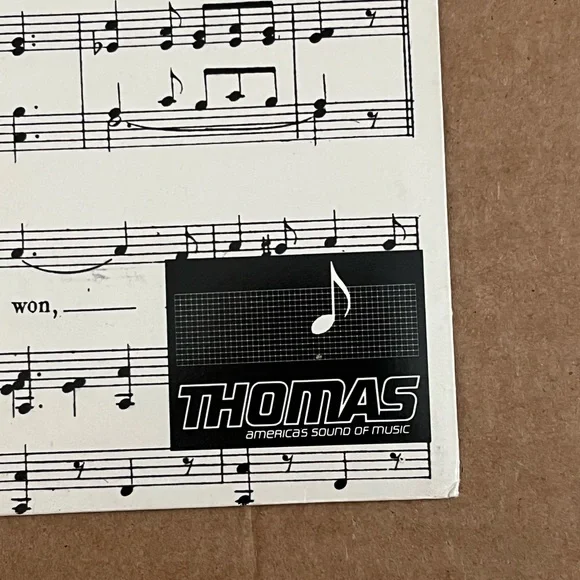 won,
THOMAS
AMERICAS SOUND OF MUSIC